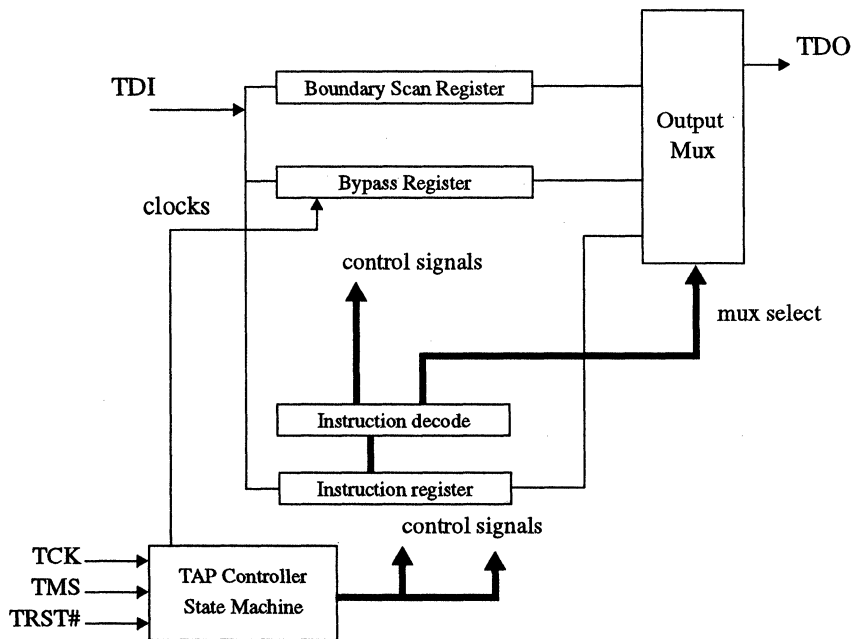 TDO
TDI
Boundary Scan Register
Output
Mux
Bypass Register
clocks
control signals
mux select
Instruction decode
Instruction register
control signals
TCK
TMS
TRST#
TAP Controller
State Machine